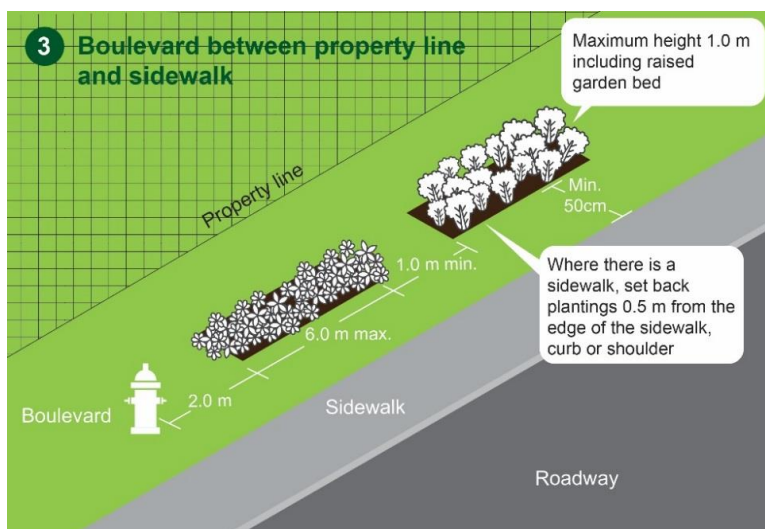 3 Boulevard between property line
and sidewalk
Maximum height 1.0 m
including raised
garden bed
Property line
Min.
50cm
1.0 m min.
Where there is a
sidewalk, set back
plantings 0.5 m from the
edge of the sidewalk,
curb or shoulder
6.0 m max.
2.0 m
Boulevard
Sidewalk
Roadway